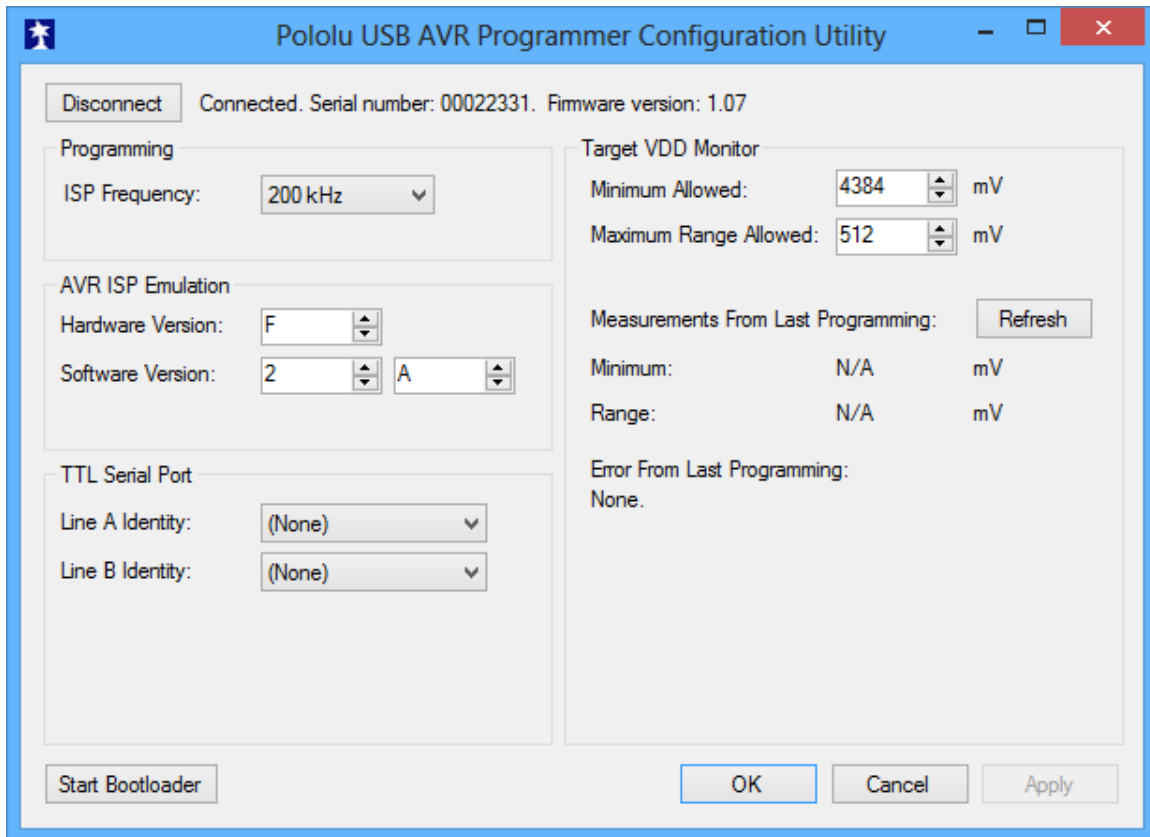 Pololu USB AVR Programmer Configuration Utility
Disconnect Connected. Serial number: 00022331. Firmware version: 1.07
Programming
ISP Frequency: 200 kHz
AVR ISP Emulation
Hardware Version: F
Software Version: 2 A
TTL Serial Port
Line A Identity: (None)
Line B Identity: (None)
Target VDD Monitor
Minimum Allowed: 4384 mV
Maximum Range Allowed: 512 mV
Measurements From Last Programming: Refresh
Minimum: N/A mV
Range: N/A mV
Error From Last Programming:
None.
Start Bootloader OK Cancel Apply